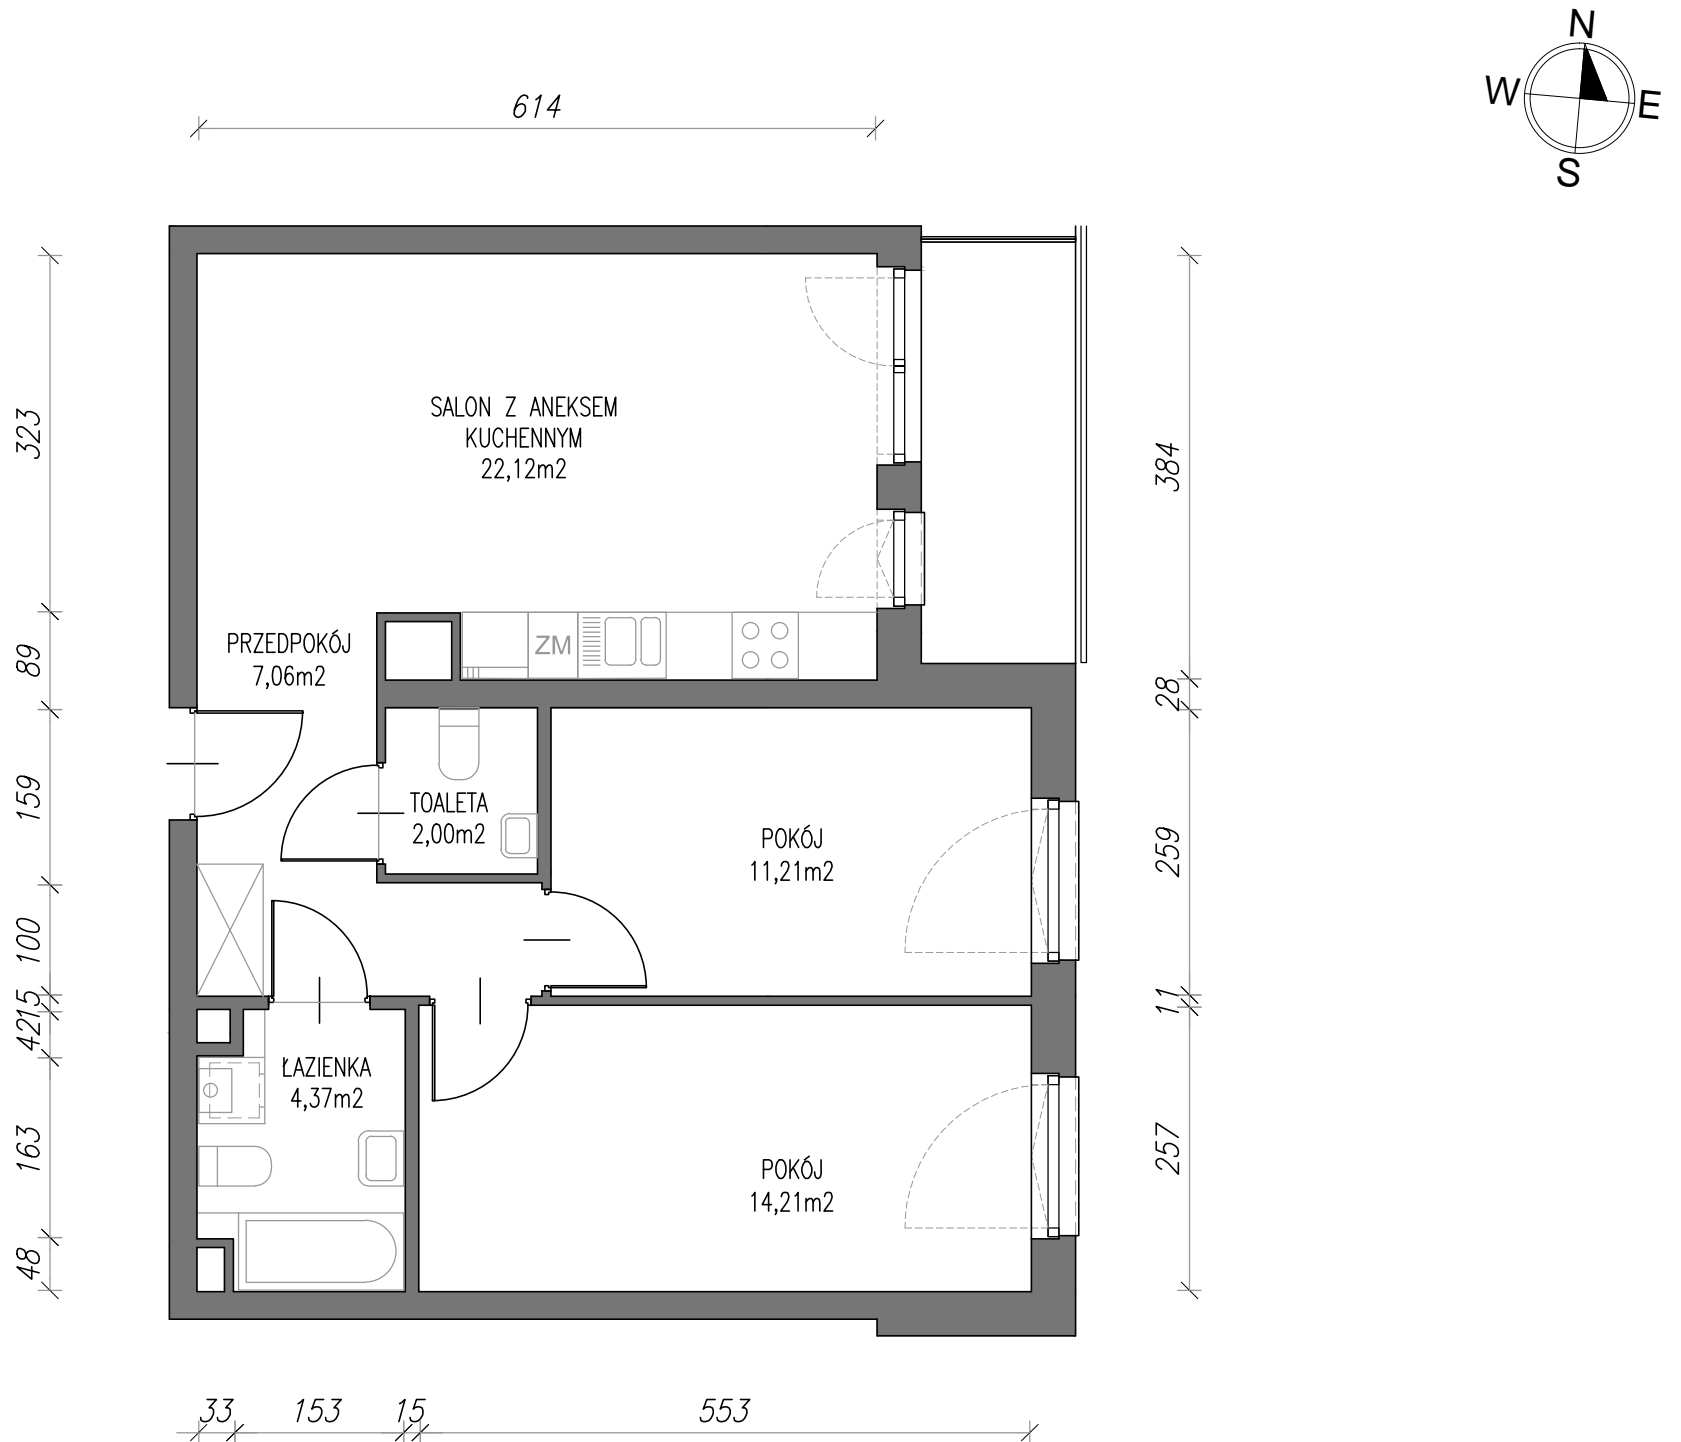 N
W
E
S
614
323
89
159
100
15
42
163
48
384
28
259
11
257
SALON Z ANEKSEM
KUCHENNYM
22,12m2
PRZEDPOKÓJ
7,06m2
ZM
TOALETA
2,00m2
POKÓJ
11,21m2
ŁAZIENKA
4,37m2
POKÓJ
14,21m2
33
153
15
553